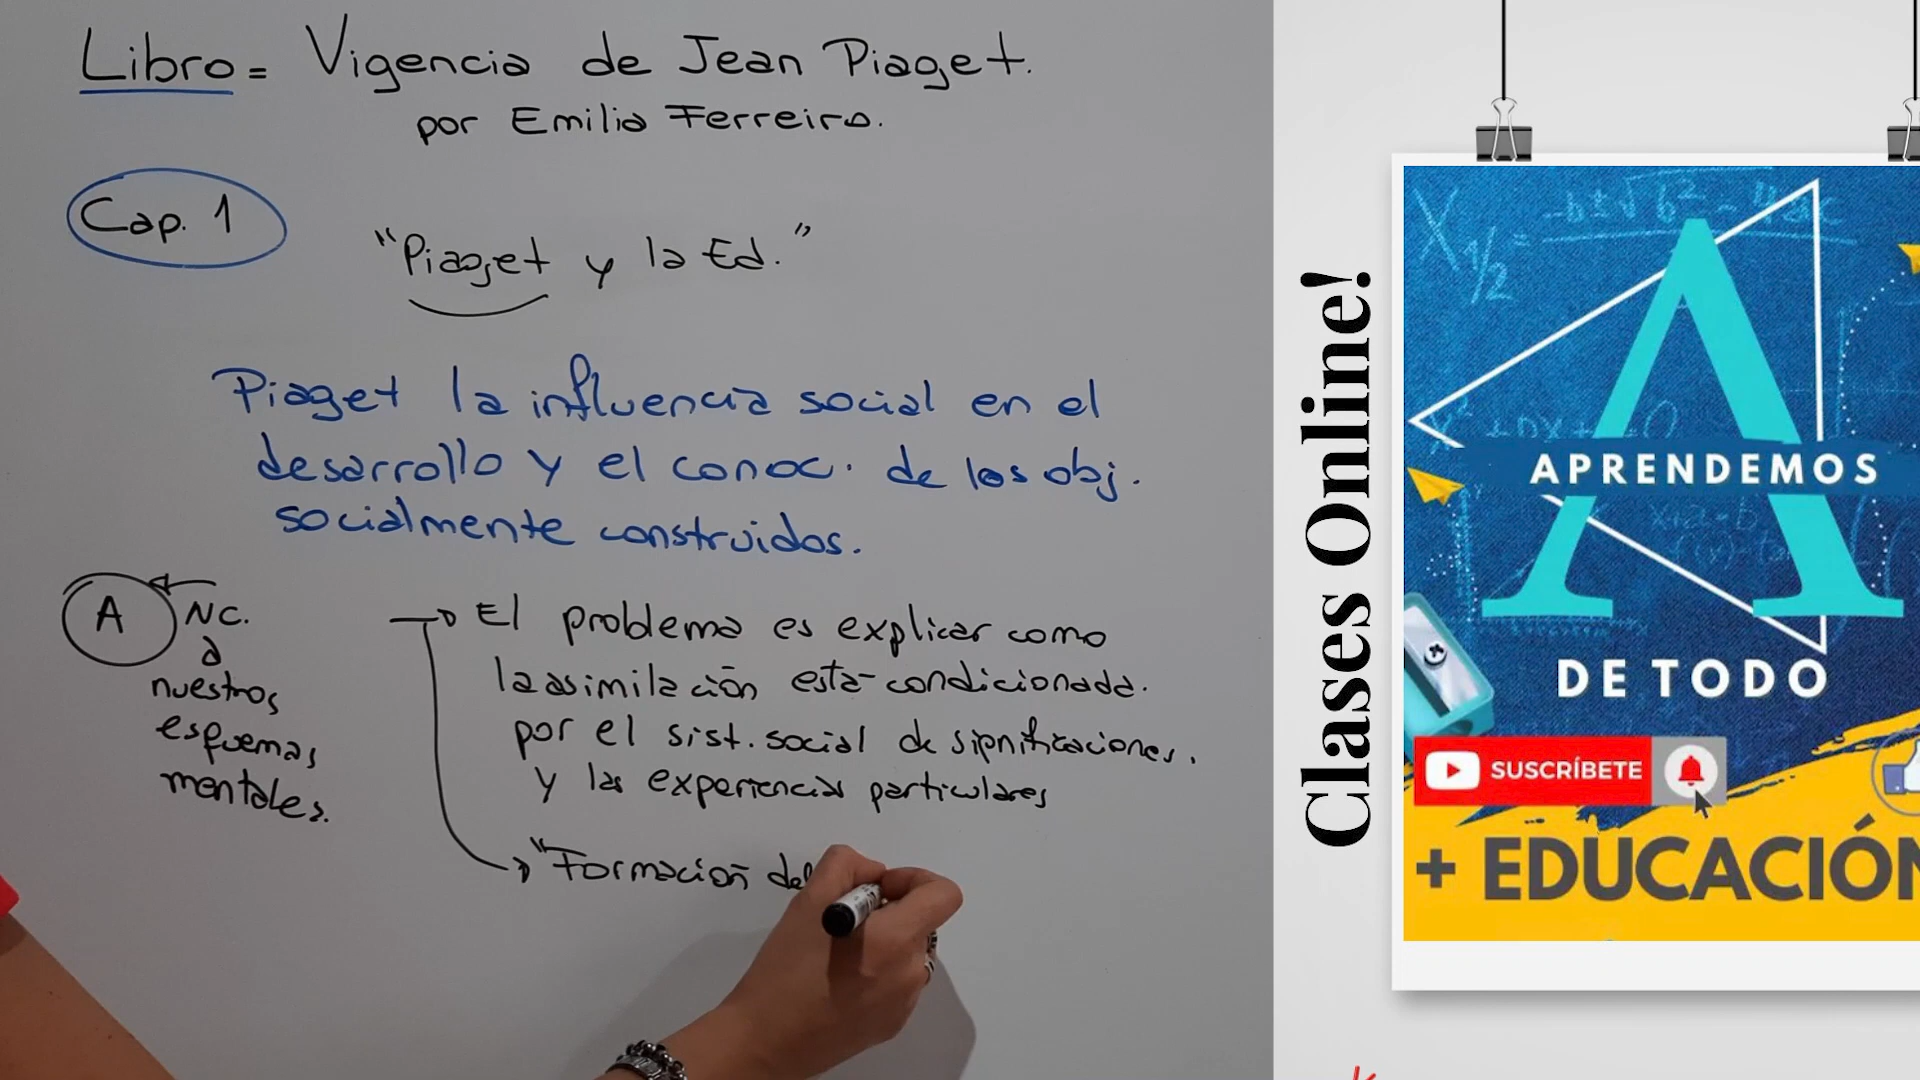 Libro = Vigencia de Jean Piaget.
por Emilia Ferreiro.
Cap. 1
"Piaget y la Ed."
Piaget la influencia social en el
desarrollo y el conoc. de los obj.
socialmente construidos.
A
NC.
a
nuestros
esquemas
mentales.
El problema es explicar como
la asimilación está condicionada.
por el sist. social de significaciones.
y las experiencias particulares
"Formación del
Clases Online!
APRENDEMOS
DE TODO
SUSCRÍBETE
+ EDUCACIÓN